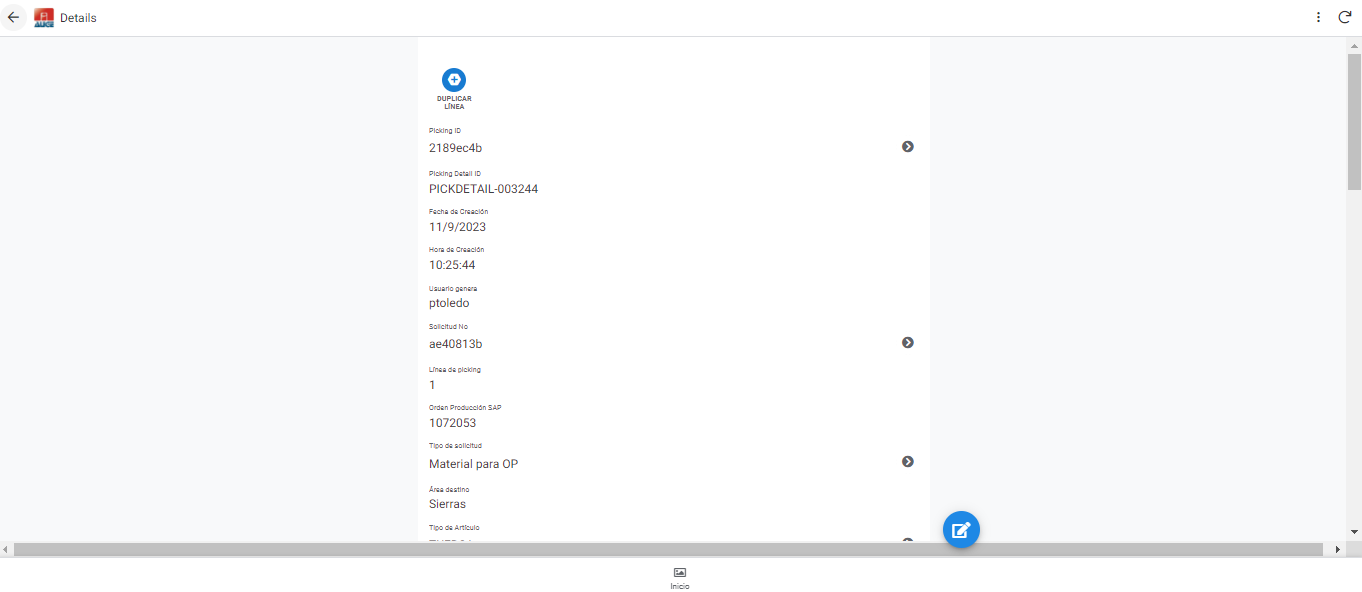 Details
DUPLICAR
LÍNEA
Picking ID
2189ec4b
Picking Detail ID
PICKDETAIL-003244
Fecha de Creación
11/9/2023
Hora de Creación
10:25:44
Usuario genera
ptoledo
Solicitud No
ae40813b
Línea de picking
1
Orden Producción SAP
1072053
Tipo de solicitud
Material para OP
Área destino
Sierras
Tipo de Artículo
Inicio